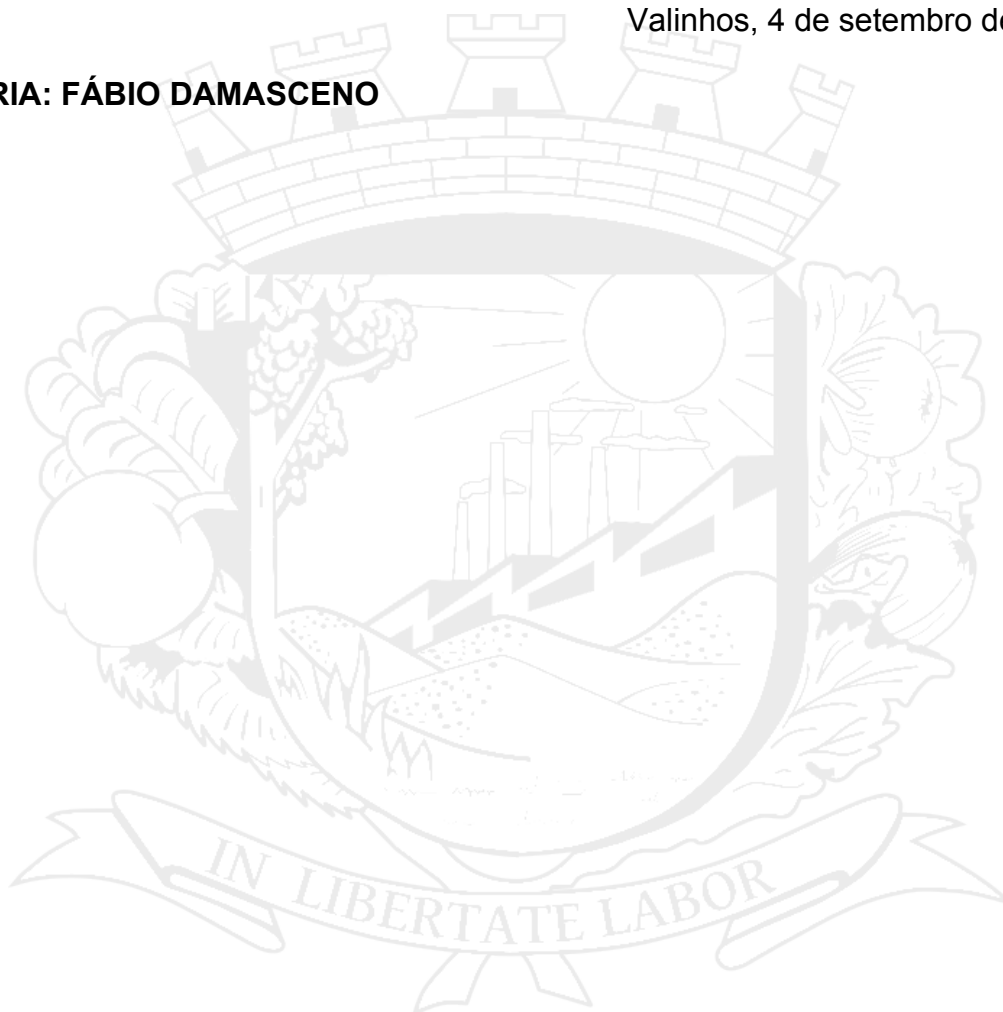 Valinhos, 4 de setembro de
RIA: FÁBIO DAMASCENO
IN LIBERTATE LABOR